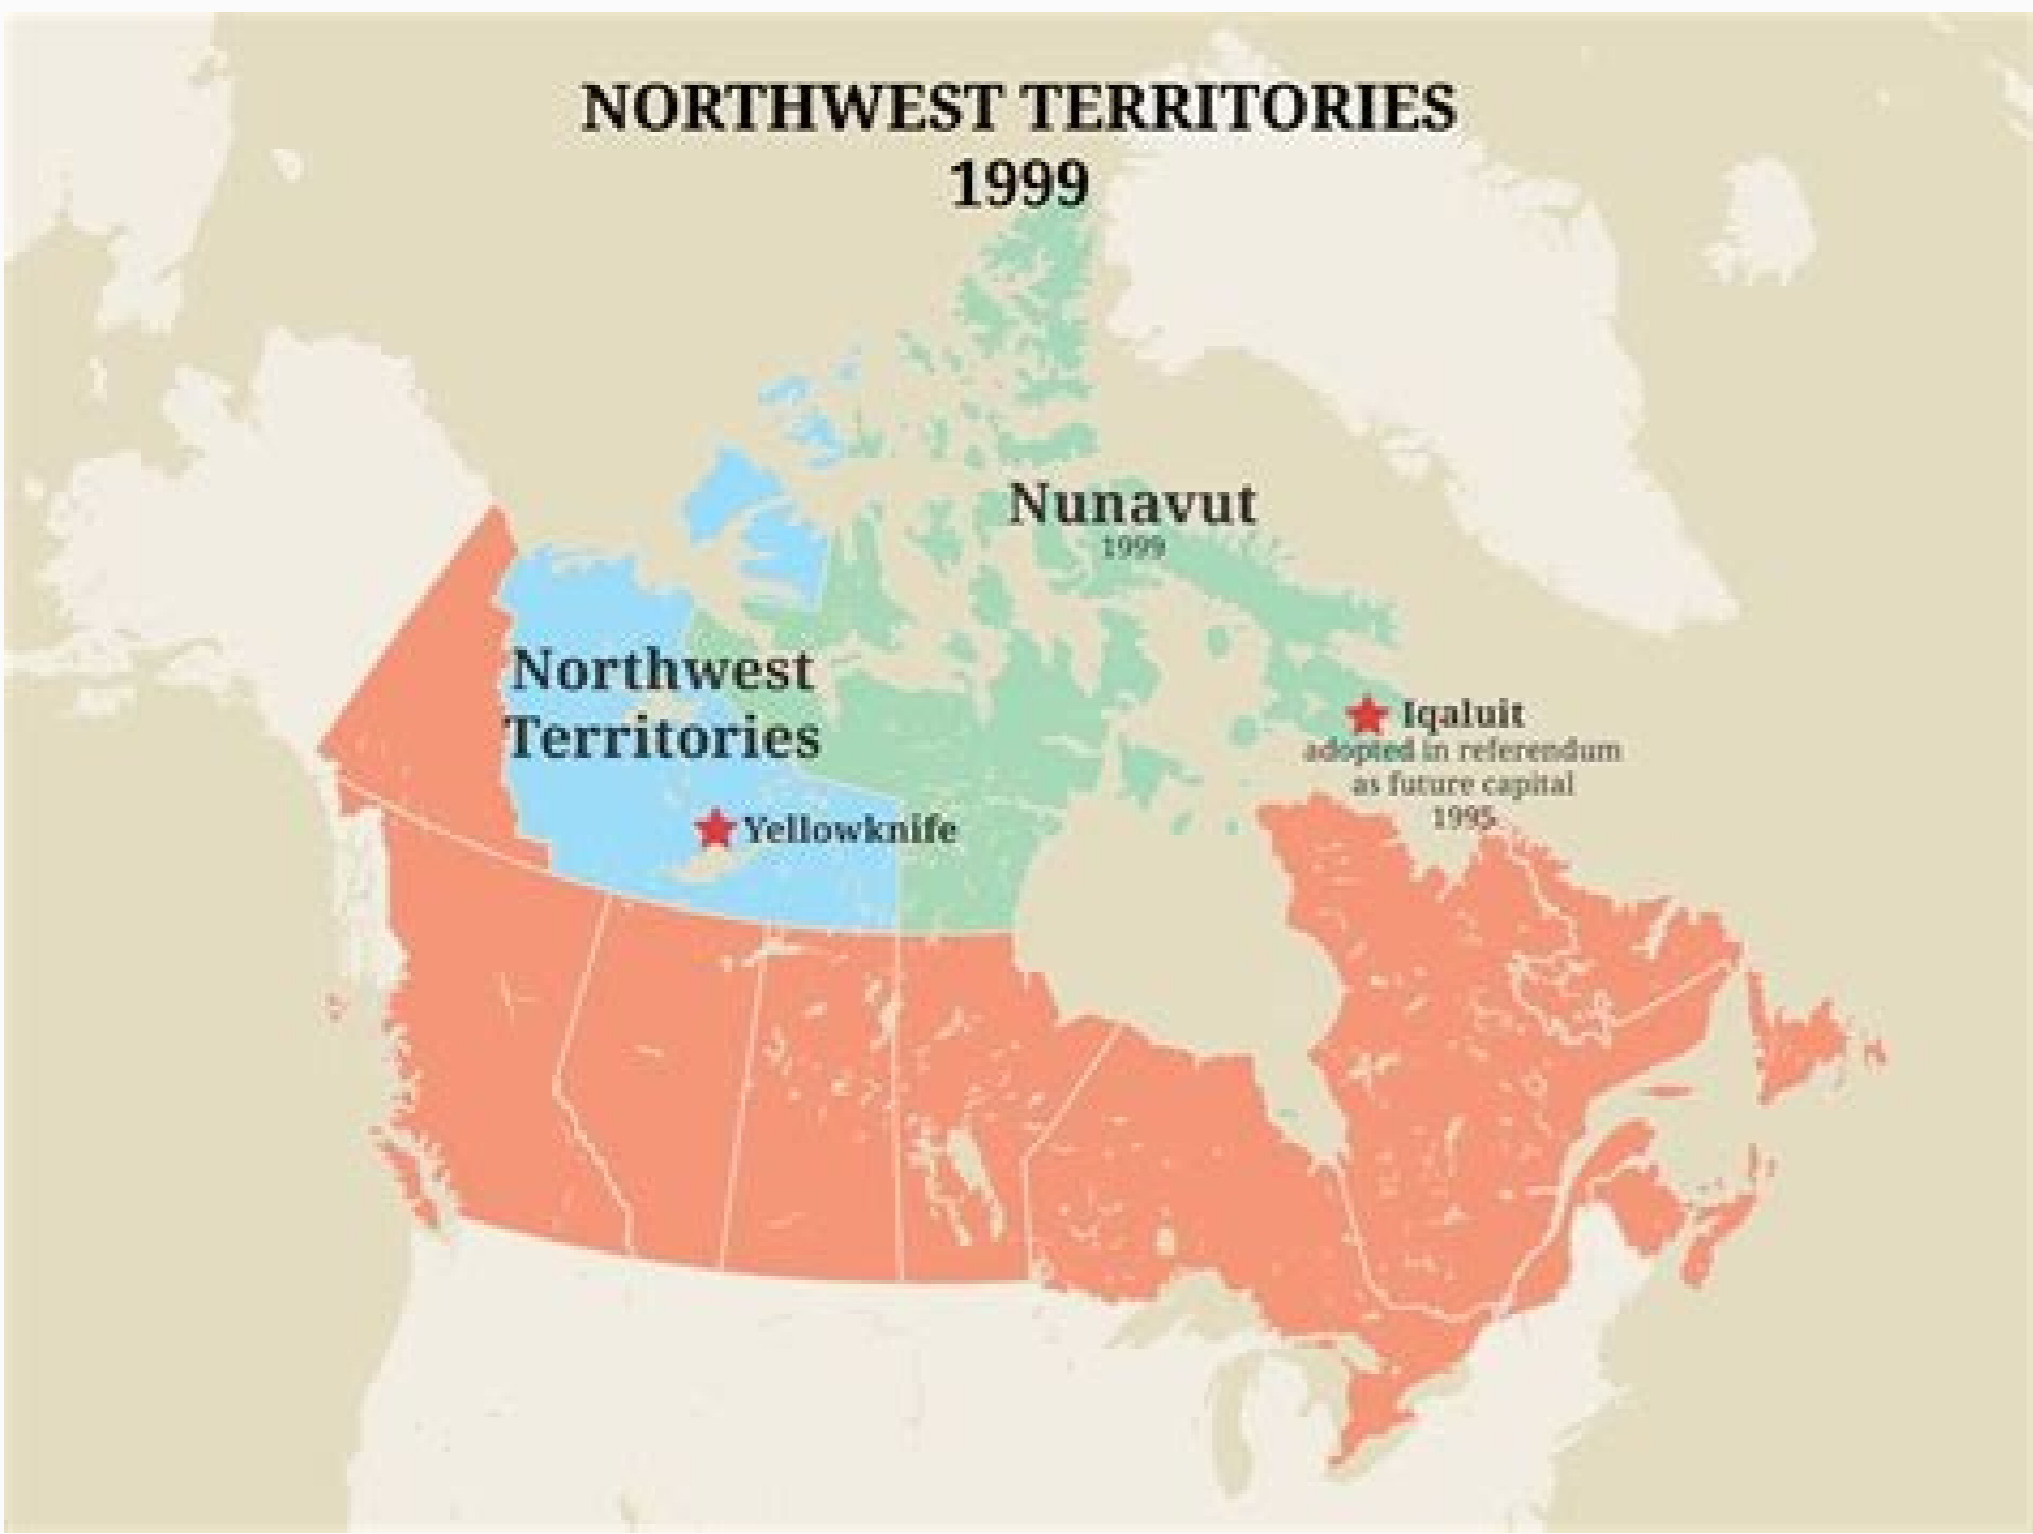 NORTHWEST TERRITORIES
1999
Nunavut
1999
Northwest
Territories
Iqaluit
adopted in referendum
as future capital
1995
Yellowknife